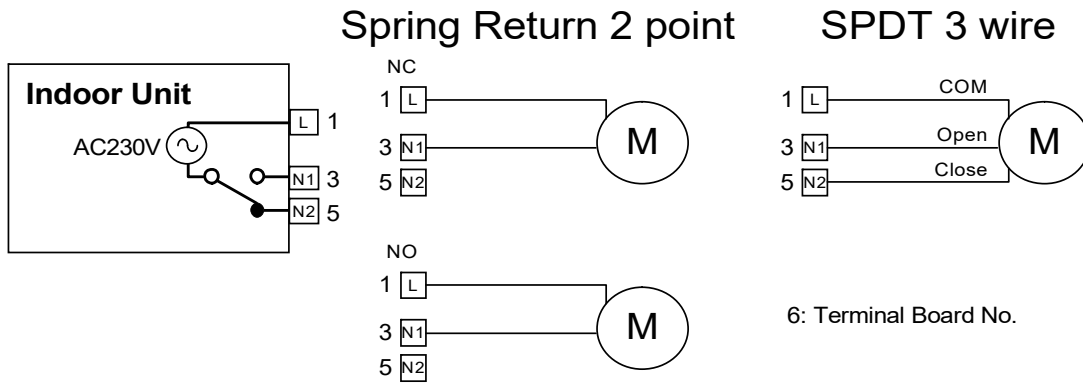 Spring Return 2 point
SPDT 3 wire
Indoor Unit
AC230V
L 1
N1 3
N2 5
NC
1 L
3 N1
5 N2
M
NO
1 L
3 N1
5 N2
M
1 L
3 N1
5 N2
COM
Open
Close
M
6: Terminal Board No.